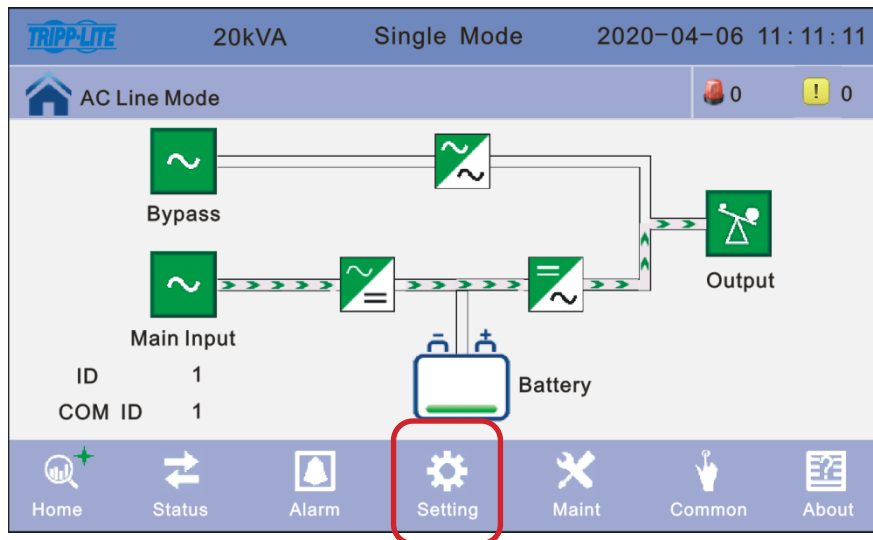 TRIPP-LITE 20kVA Single Mode 2020-04-06 11:11:11
AC Line Mode 0 ! 0
Bypass
Output
Main Input
Battery
ID 1
COM ID 1
Home Status Alarm Setting Maint Common About